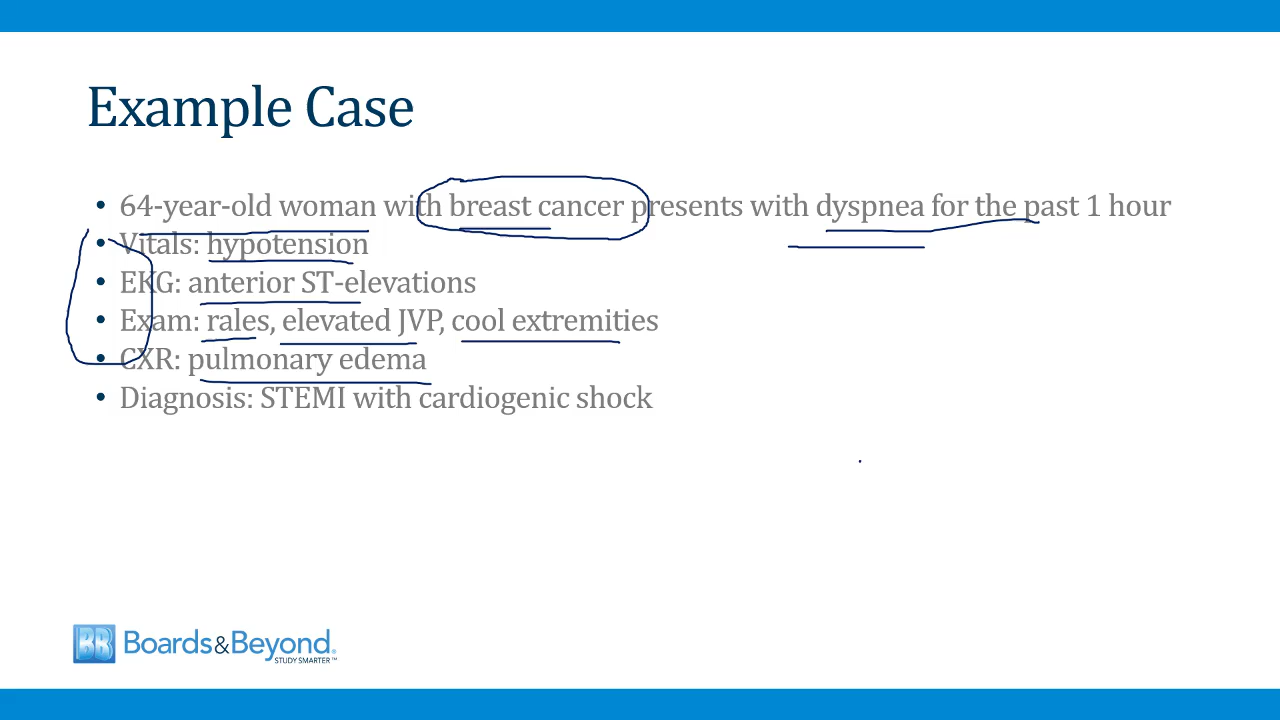 Example Case
• 64-year-old woman with breast cancer presents with dyspnea for the past 1 hour
• Vitals: hypotension
• EKG: anterior ST-elevations
• Exam: rales, elevated JVP, cool extremities
• CXR: pulmonary edema
• Diagnosis: STEMI with cardiogenic shock
BB Boards&Beyond®
STUDY SMARTER™